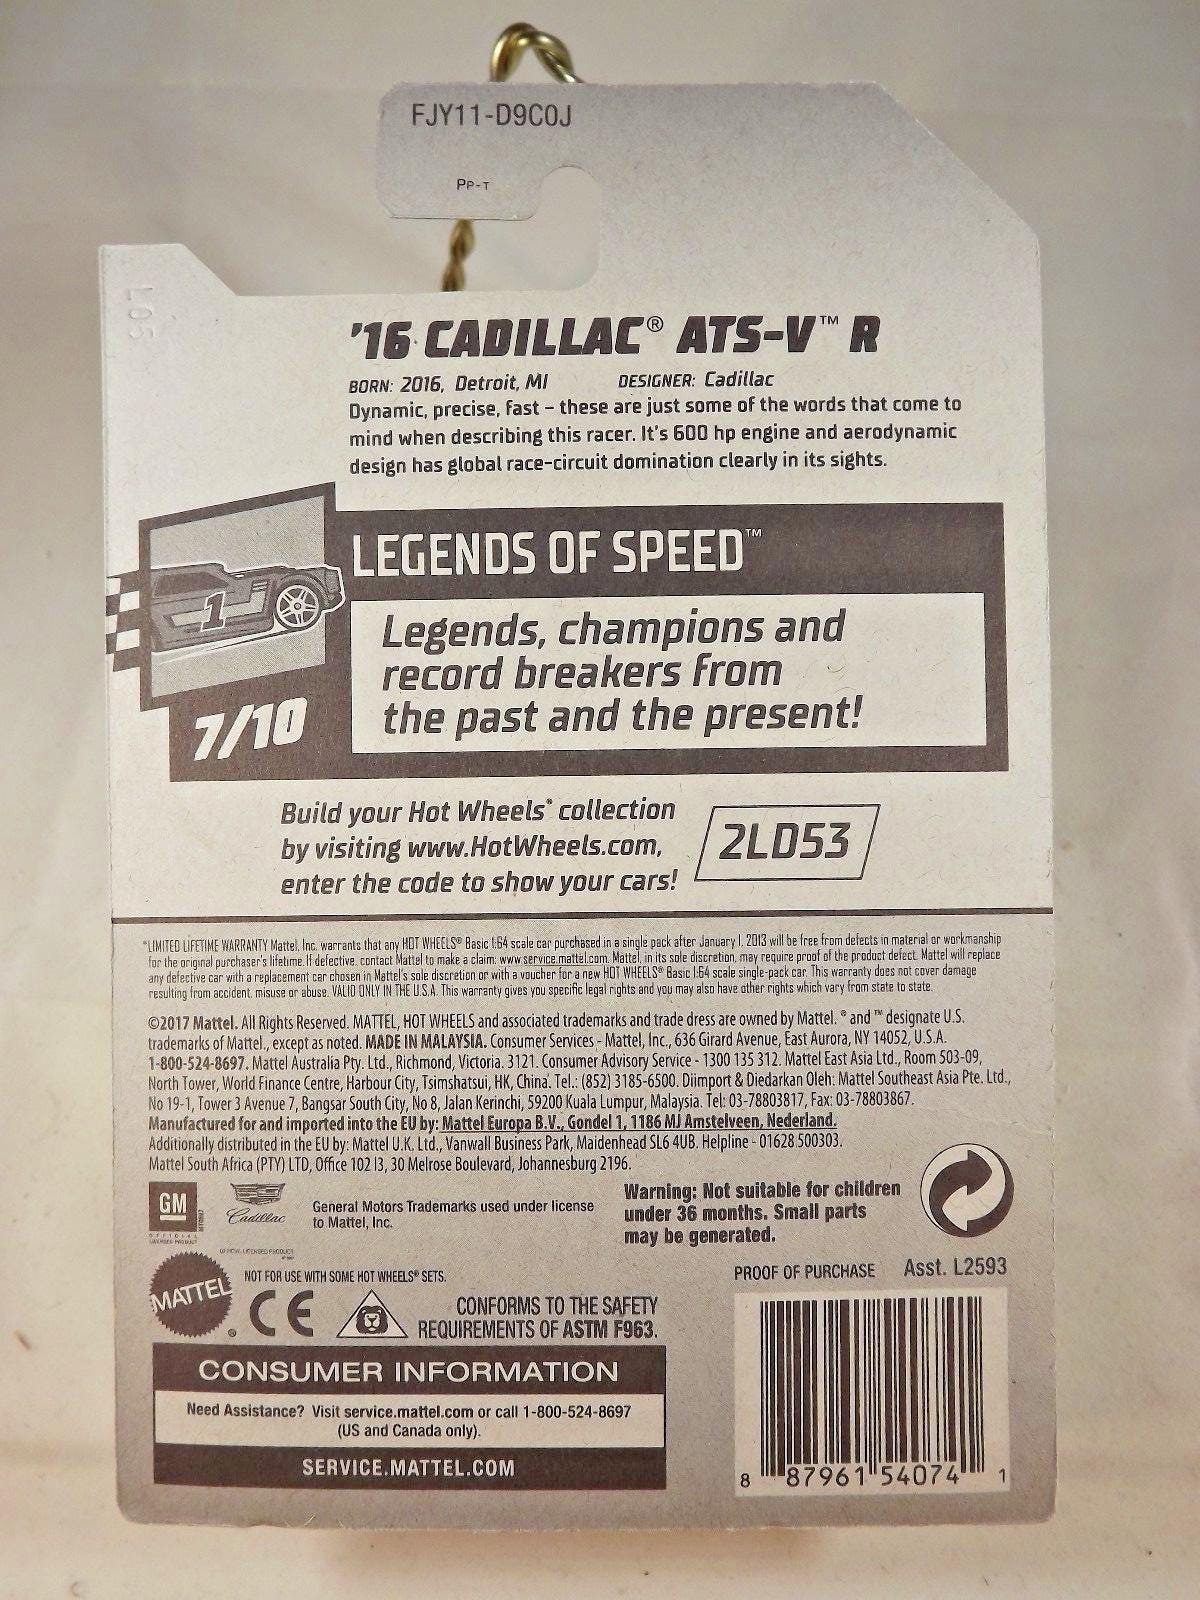 FJY11-D9C0J
PP-T
L05
'16 CADILLAC® ATS-V™ R
BORN: 2016, Detroit, MI DESIGNER: Cadillac
Dynamic, precise, fast – these are just some of the words that come to
mind when describing this racer. It's 600 hp engine and aerodynamic
design has global race-circuit domination clearly in its sights.
LEGENDS OF SPEED™
1
Legends, champions and
record breakers from
the past and the present!
7/10
Build your Hot Wheels® collection
by visiting www.HotWheels.com,
enter the code to show your cars!
2LD53
*LIMITED LIFETIME WARRANTY Mattel, Inc. warrants that any HOT WHEELS® Basic 1:64 scale car purchased in a single pack after January 1, 2013 will be free from defects in material or workmanship
for the original purchaser's lifetime. If defective, contact Mattel to make a claim: www.service.mattel.com. Mattel, in its sole discretion, may require proof of the product defect. Mattel will replace
any defective car with a replacement car chosen in Mattel's sole discretion or with a voucher for a new HOT WHEELS® Basic 1:64 scale single-pack car. This warranty does not cover damage
resulting from accident, misuse or abuse. VALID ONLY IN THE U.S.A. This warranty gives you specific legal rights and you may also have other rights which vary from state to state.
©2017 Mattel. All Rights Reserved. MATTEL, HOT WHEELS and associated trademarks and trade dress are owned by Mattel. ® and ™ designate U.S.
trademarks of Mattel., except as noted. MADE IN MALAYSIA. Consumer Services - Mattel, Inc., 636 Girard Avenue, East Aurora, NY 14052, U.S.A.
1-800-524-8697. Mattel Australia Pty. Ltd., Richmond, Victoria. 3121. Consumer Advisory Service - 1300 135 312. Mattel East Asia Ltd., Room 503-09,
North Tower, World Finance Centre, Harbour City, Tsimshatsui, HK, China. Tel.: (852) 3185-6500. Diimport & Diedarkan Oleh: Mattel Southeast Asia Pte. Ltd.,
No 19-1, Tower 3 Avenue 7, Bangsar South City, No 8, Jalan Kerinchi, 59200 Kuala Lumpur, Malaysia. Tel: 03-78803817, Fax: 03-78803867.
Manufactured for and imported into the EU by: Mattel Europa B.V., Gondel 1, 1186 MJ Amstelveen, Nederland.
Additionally distributed in the EU by: Mattel U.K. Ltd., Vanwall Business Park, Maidenhead SL6 4UB. Helpline - 01628 500303.
Mattel South Africa (PTY) LTD, Office 102 I3, 30 Melrose Boulevard, Johannesburg 2196.
GM
OFFICIAL
LICENSED PRODUCT
Cadillac
OFFICIAL LICENSED PRODUCT
General Motors Trademarks used under license
to Mattel, Inc.
Warning: Not suitable for children
under 36 months. Small parts
may be generated.
MATTEL®
NOT FOR USE WITH SOME HOT WHEELS® SETS.
CE
CONFORMS TO THE SAFETY
REQUIREMENTS OF ASTM F963.
PROOF OF PURCHASE Asst. L2593
CONSUMER INFORMATION
Need Assistance? Visit service.mattel.com or call 1-800-524-8697
(US and Canada only).
SERVICE.MATTEL.COM
8 87961 54074 1